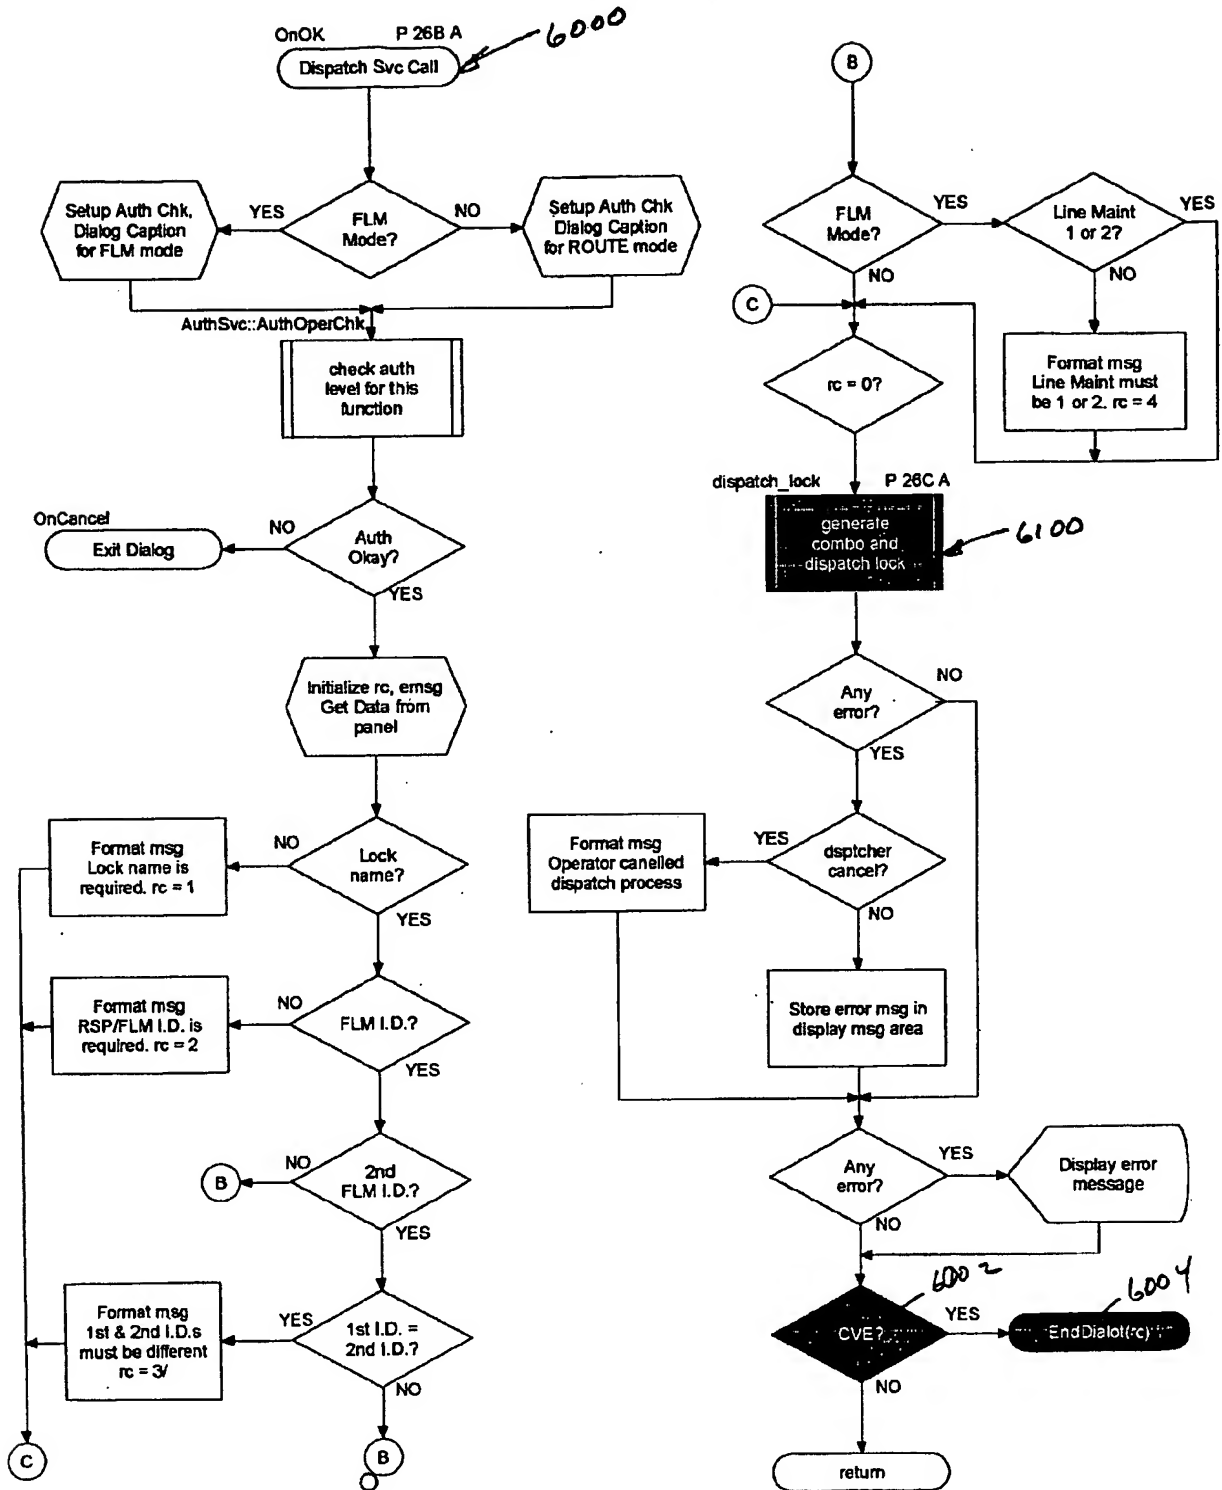 OnOK
P 26B A
6000
Dispatch Svc Call
FLM
Mode?
YES
NO
Setup Auth Chk,
Dialog Caption
for FLM mode
Setup Auth Chk
Dialog Caption
for ROUTE mode
AuthSvc::AuthOperChk
check auth
level for this
function
Auth
Okay?
NO
YES
OnCancel
Exit Dialog
Initialize rc, emsg
Get Data from
panel
Lock
name?
NO
YES
Format msg
Lock name is
required. rc = 1
FLM I.D.?
NO
YES
Format msg
RSP/FLM I.D. is
required. rc = 2
2nd
FLM I.D.?
NO
YES
B
1st I.D. =
2nd I.D.?
YES
NO
Format msg
1st & 2nd I.D.s
must be different
rc = 3/
C
B
B
FLM
Mode?
YES
NO
Line Maint
1 or 2?
YES
NO
Format msg
Line Maint must
be 1 or 2. rc = 4
C
rc = 0?
dispatch_lock
P 26C A
generate
combo and
dispatch lock
6100
Any
error?
NO
YES
dsptcher
cancel?
YES
NO
Format msg
Operator canelled
dispatch process
Store error msg in
display msg area
Any
error?
YES
NO
Display error
message
6002
CVE?
YES
NO
6004
EndDialot(rc)
return